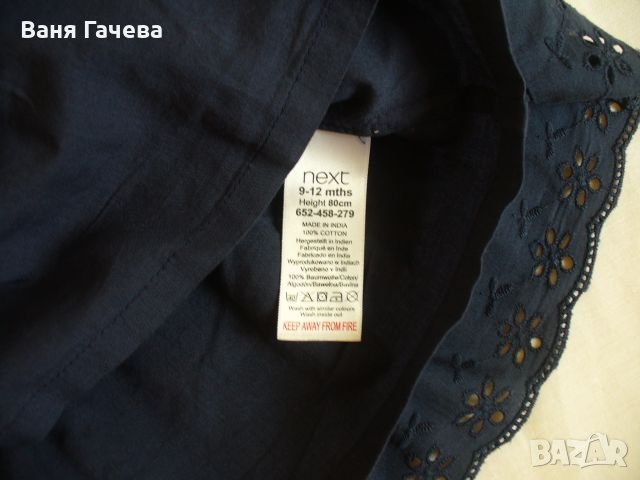 Ваня Гачева
next
9-12 mths
Height 80cm
652-458-279
MADE IN INDIA
100% COTTON
Hergestellt in Indien
Fabriqué en Inde
Fabricado en India
Wyprodukowano w Indiach
Vyrobeno v Indii
100% Baumwolle/Coton/
Algodón/Bawełna/Bavlna
Wash with similar colours
Wash inside out
KEEP AWAY FROM FIRE
BAZAR